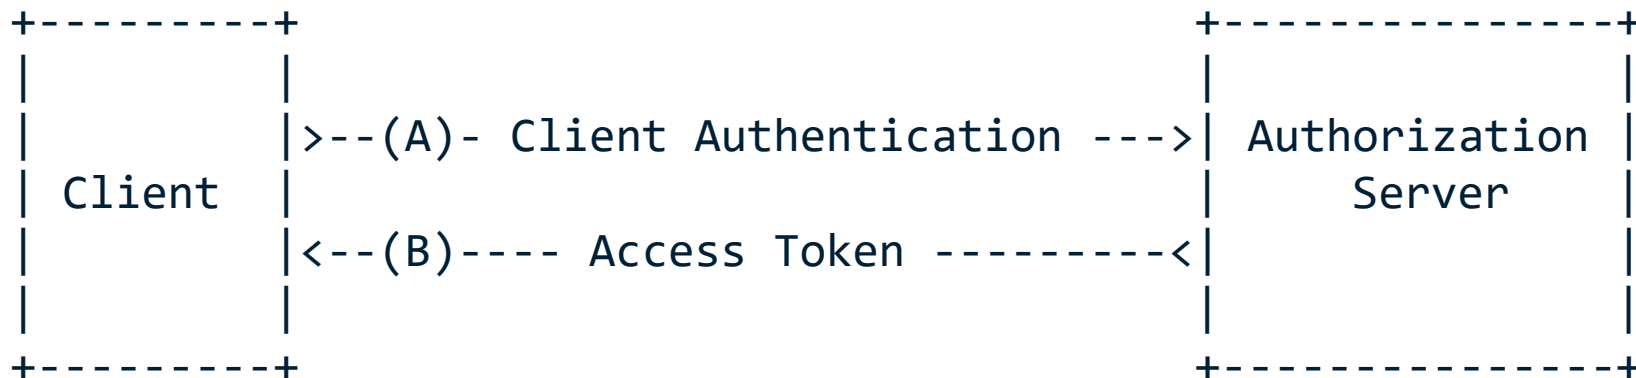 +---------+                                  +---------------+
|         |                                  |               |
|         |>--(A)- Client Authentication --->| Authorization |
| Client  |                                  |     Server    |
|         |<--(B)---- Access Token ---------<|               |
|         |                                  |               |
+---------+                                  +---------------+